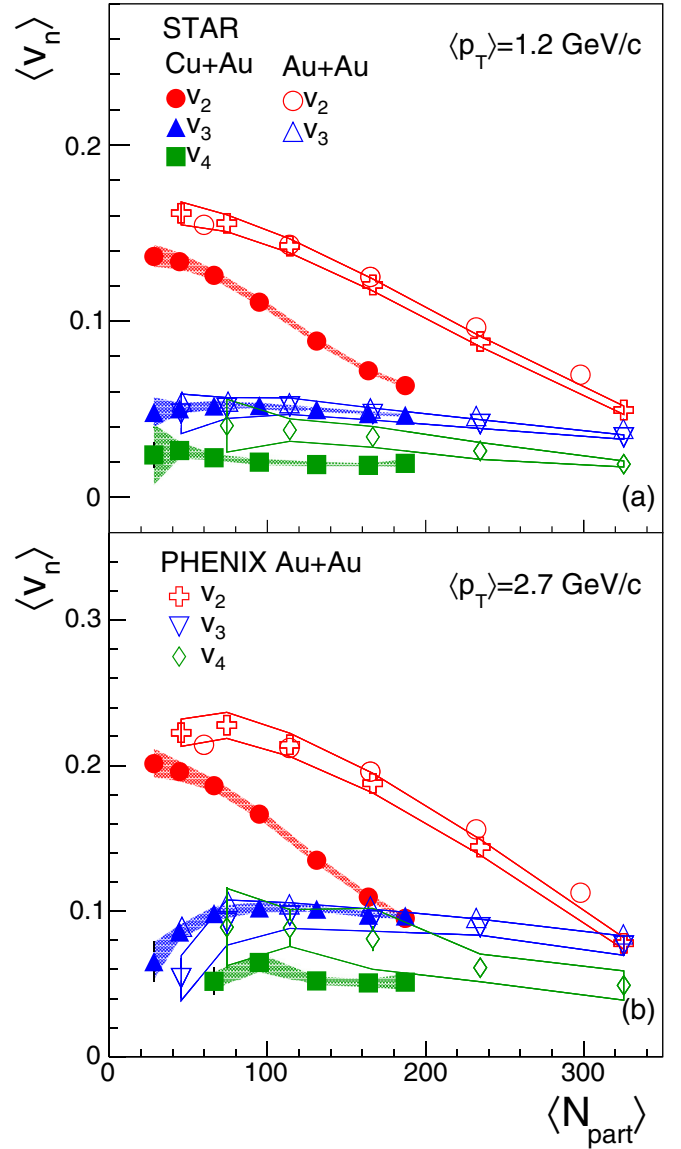 ⟨v_n⟩
STAR
⟨p_T⟩=1.2 GeV/c
Cu+Au Au+Au
v_2 v_2
v_3 v_3
v_4
0.2
0.1
0
(a)
⟨v_n⟩
PHENIX Au+Au
⟨p_T⟩=2.7 GeV/c
v_2
v_3
v_4
0.3
0.2
0.1
0
(b)
0 100 200 300
⟨N_part⟩